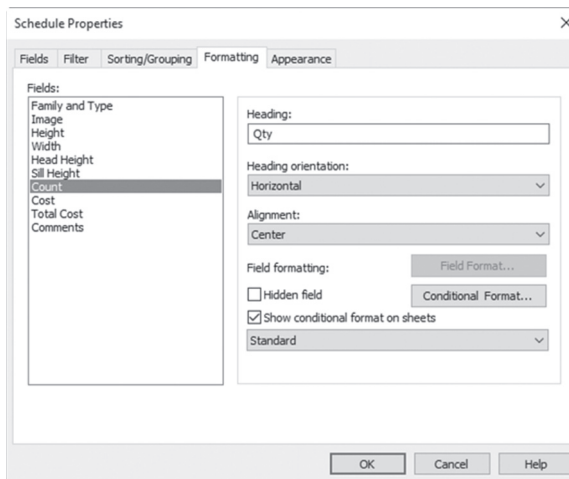 Schedule Properties
Fields Filter Sorting/Grouping Formatting Appearance
Fields:
Family and Type
Image
Height
Width
Head Height
Sill Height
Count
Cost
Total Cost
Comments
Heading:
Qty
Heading orientation:
Horizontal
Alignment:
Center
Field formatting: Field Format...
Hidden field Conditional Format...
Show conditional format on sheets
Standard
OK Cancel Help